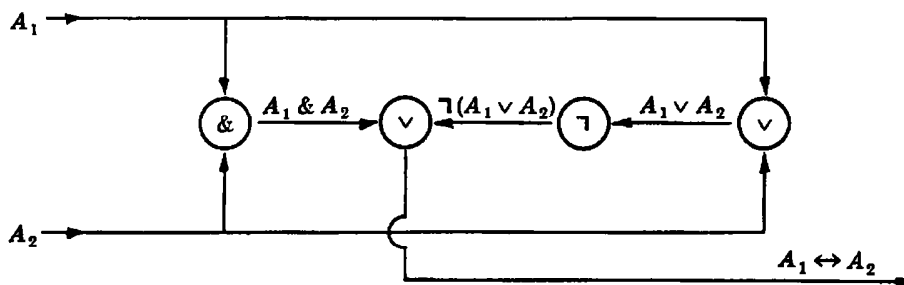 A₁
& A₁ & A₂ ∨ ¬(A₁ ∨ A₂) ¬ A₁ ∨ A₂ ∨
A₂
A₁ ↔ A₂